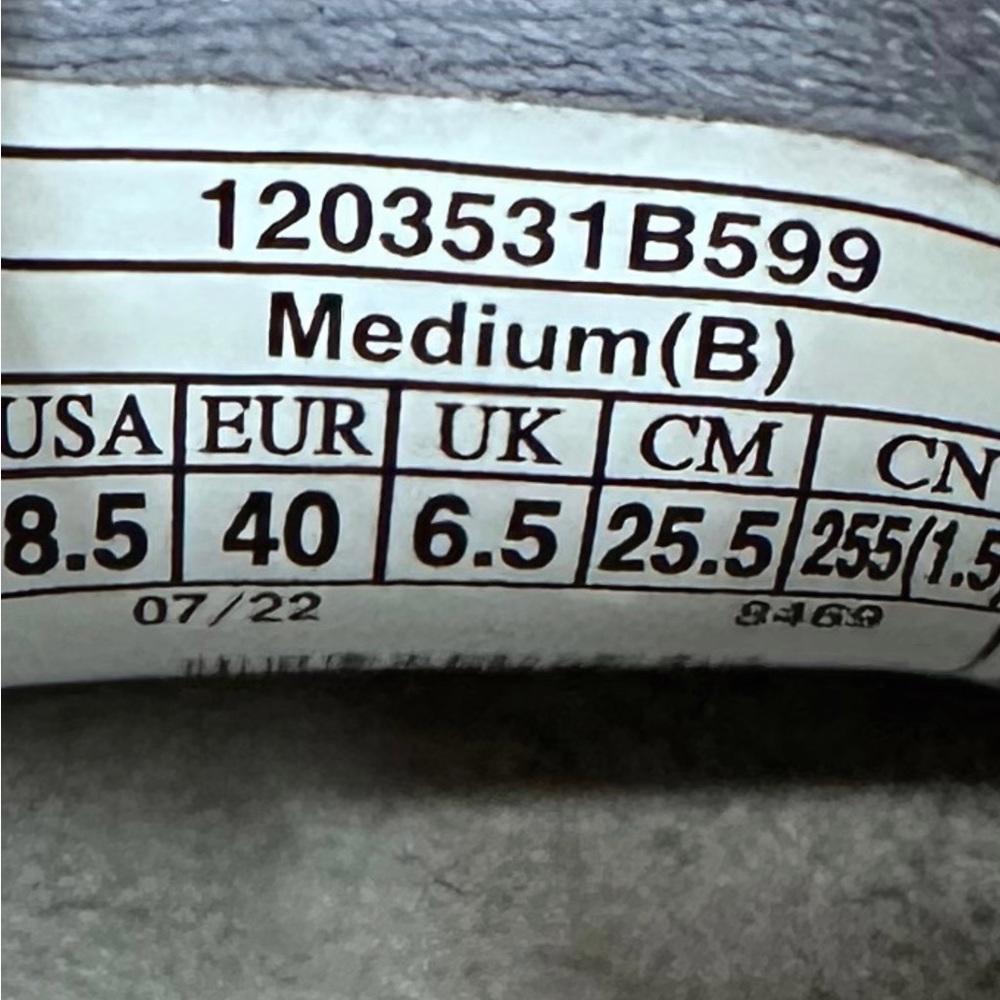 1203531B599
Medium(B)
USA EUR UK CM CN
8.5 40 6.5 25.5 255(1.5)
07/22